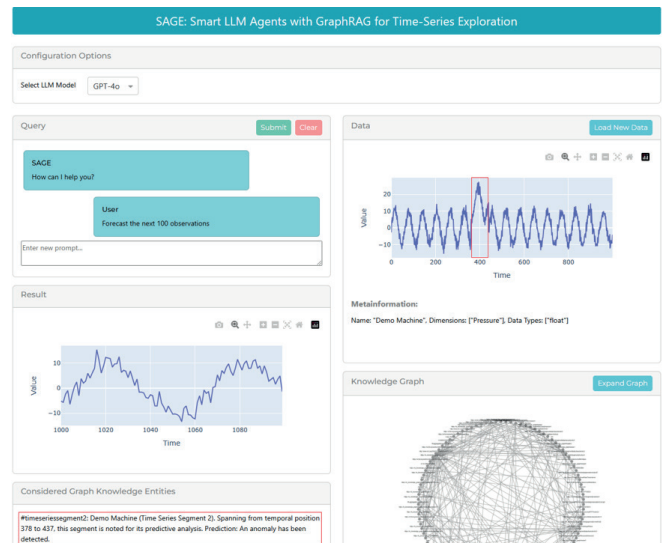 SAGE: Smart LLM Agents with GraphRAG for Time-Series Exploration
Configuration Options
Select LLM Model
GPT-4o
Query
Submit
Clear
SAGE
How can I help you?
User
Forecast the next 100 observations
Enter new prompt...
Result
10
0
−10
Value
1000
1020
1040
1060
1080
Time
Considered Graph Knowledge Entities
#timeseriessegment2: Demo Machine (Time Series Segment 2). Spanning from temporal position
378 to 437, this segment is noted for its predictive analysis. Prediction: An anomaly has been
detected.
Data
Load New Data
20
10
0
−10
Value
0
200
400
600
800
Time
Metainformation:
Name: "Demo Machine", Dimensions: ["Pressure"], Data Types: ["float"]
Knowledge Graph
Expand Graph